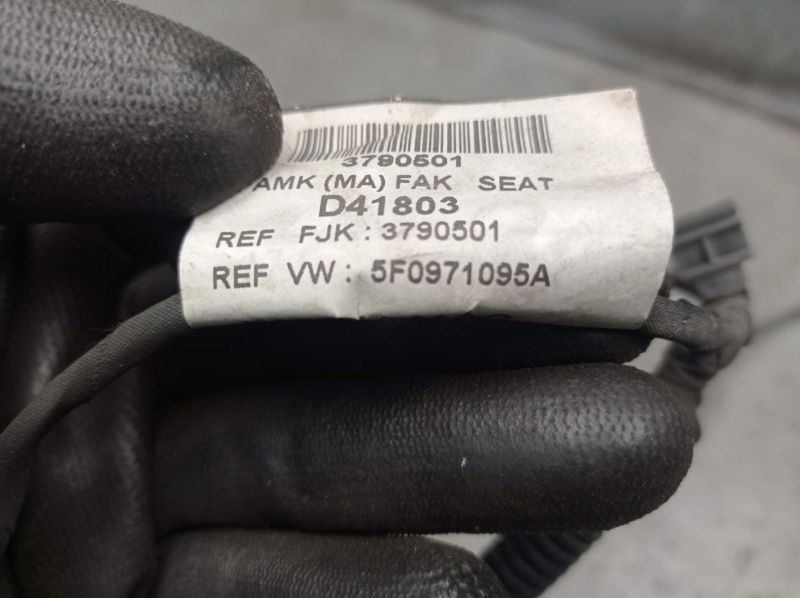 3790501
AMK (MA) FAK SEAT
D41803
REF FJK : 3790501
REF VW : 5F0971095A